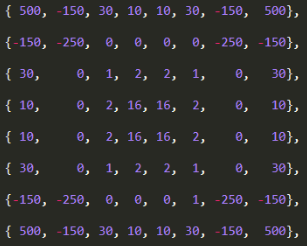 { 500, -150, 30, 10, 10, 30, -150, 500},
{-150, -250, 0, 0, 0, 0, -250, -150},
{ 30, 0, 1, 2, 2, 1, 0, 30},
{ 10, 0, 2, 16, 16, 2, 0, 10},
{ 10, 0, 2, 16, 16, 2, 0, 10},
{ 30, 0, 1, 2, 2, 1, 0, 30},
{-150, -250, 0, 0, 0, 1, -250, -150},
{ 500, -150, 30, 10, 10, 30, -150, 500},